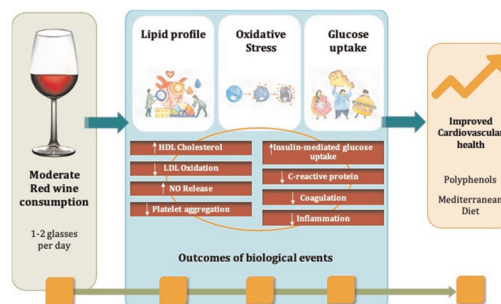 Moderate
Red wine
consumption
1-2 glasses
per day
Lipid profile
Oxidative
Stress
Glucose
uptake
↑ HDL Cholesterol
↓ LDL Oxidation
↑ NO Release
↓ Platelet aggregation
↑Insulin-mediated glucose
uptake
↓ C-reactive protein
↓ Coagulation
↓ Inflammation
Outcomes of biological events
Improved
Cardiovascular
health
Polyphenols
Mediterranean
Diet